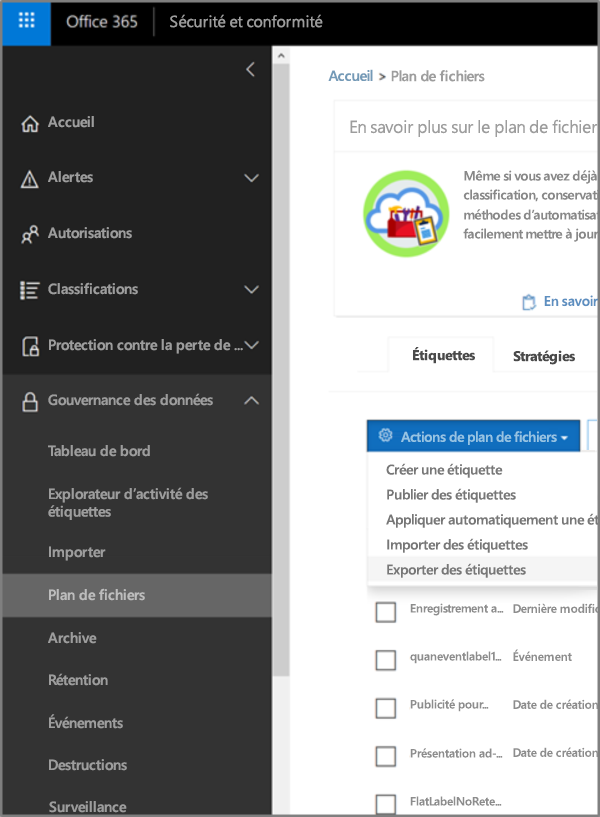 Office 365 Sécurité et conformité
Accueil
Alertes
Autorisations
Classifications
Protection contre la perte de ...
Gouvernance des données
Tableau de bord
Explorateur d'activité des
étiquettes
Importer
Plan de fichiers
Archive
Rétention
Événements
Destructions
Surveillance
Accueil > Plan de fichiers
En savoir plus sur le plan de fichier
Même si vous avez déjà
classification, conservat
méthodes d'automatisat
facilement mettre à jour
En savoir
Étiquettes Stratégies
Actions de plan de fichiers
Créer une étiquette
Publier des étiquettes
Appliquer automatiquement une ét
Importer des étiquettes
Exporter des étiquettes
Enregistrement a... Dernière modific
quaneventlabel1... Événement
Publicité pour... Date de création
Présentation ad-... Date de création
FlatLabelNoRete...